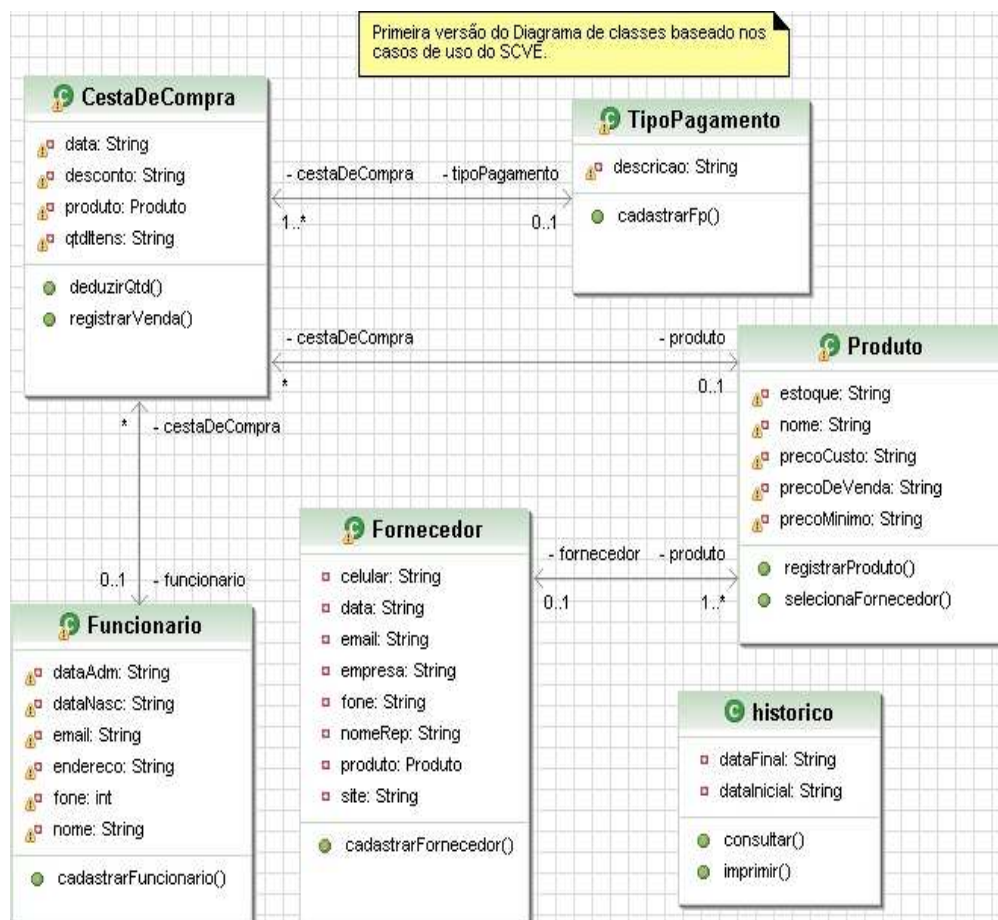 Primeira versão do Diagrama de classes baseado nos
casos de uso do SCVE.
CestaDeCompra
data: String
desconto: String
produto: Produto
qtdItens: String
deduzirQtd()
registrarVenda()
TipoPagamento
descricao: String
cadastrarFp()
- cestaDeCompra
- tipoPagamento
1..*
0..1
- cestaDeCompra
- produto
*
0..1
Produto
estoque: String
nome: String
precoCusto: String
precoDeVenda: String
precoMinimo: String
registrarProduto()
selecionaFornecedor()
*
- cestaDeCompra
0..1
- funcionario
Fornecedor
celular: String
data: String
email: String
empresa: String
fone: String
nomeRep: String
produto: Produto
site: String
cadastrarFornecedor()
- fornecedor
- produto
0..1
1..*
Funcionario
dataAdm: String
dataNasc: String
email: String
endereco: String
fone: int
nome: String
cadastrarFuncionario()
historico
dataFinal: String
dataInicial: String
consultar()
imprimir()